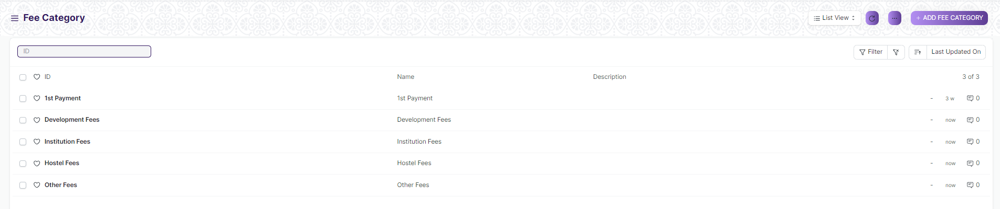 Fee Category List View ... + ADD FEE CATEGORY
ID Filter Last Updated On
ID Name Description 3 of 3
1st Payment 1st Payment - 3 w 0
Development Fees Development Fees - now 0
Institution Fees Institution Fees - now 0
Hostel Fees Hostel Fees - now 0
Other Fees Other Fees - now 0